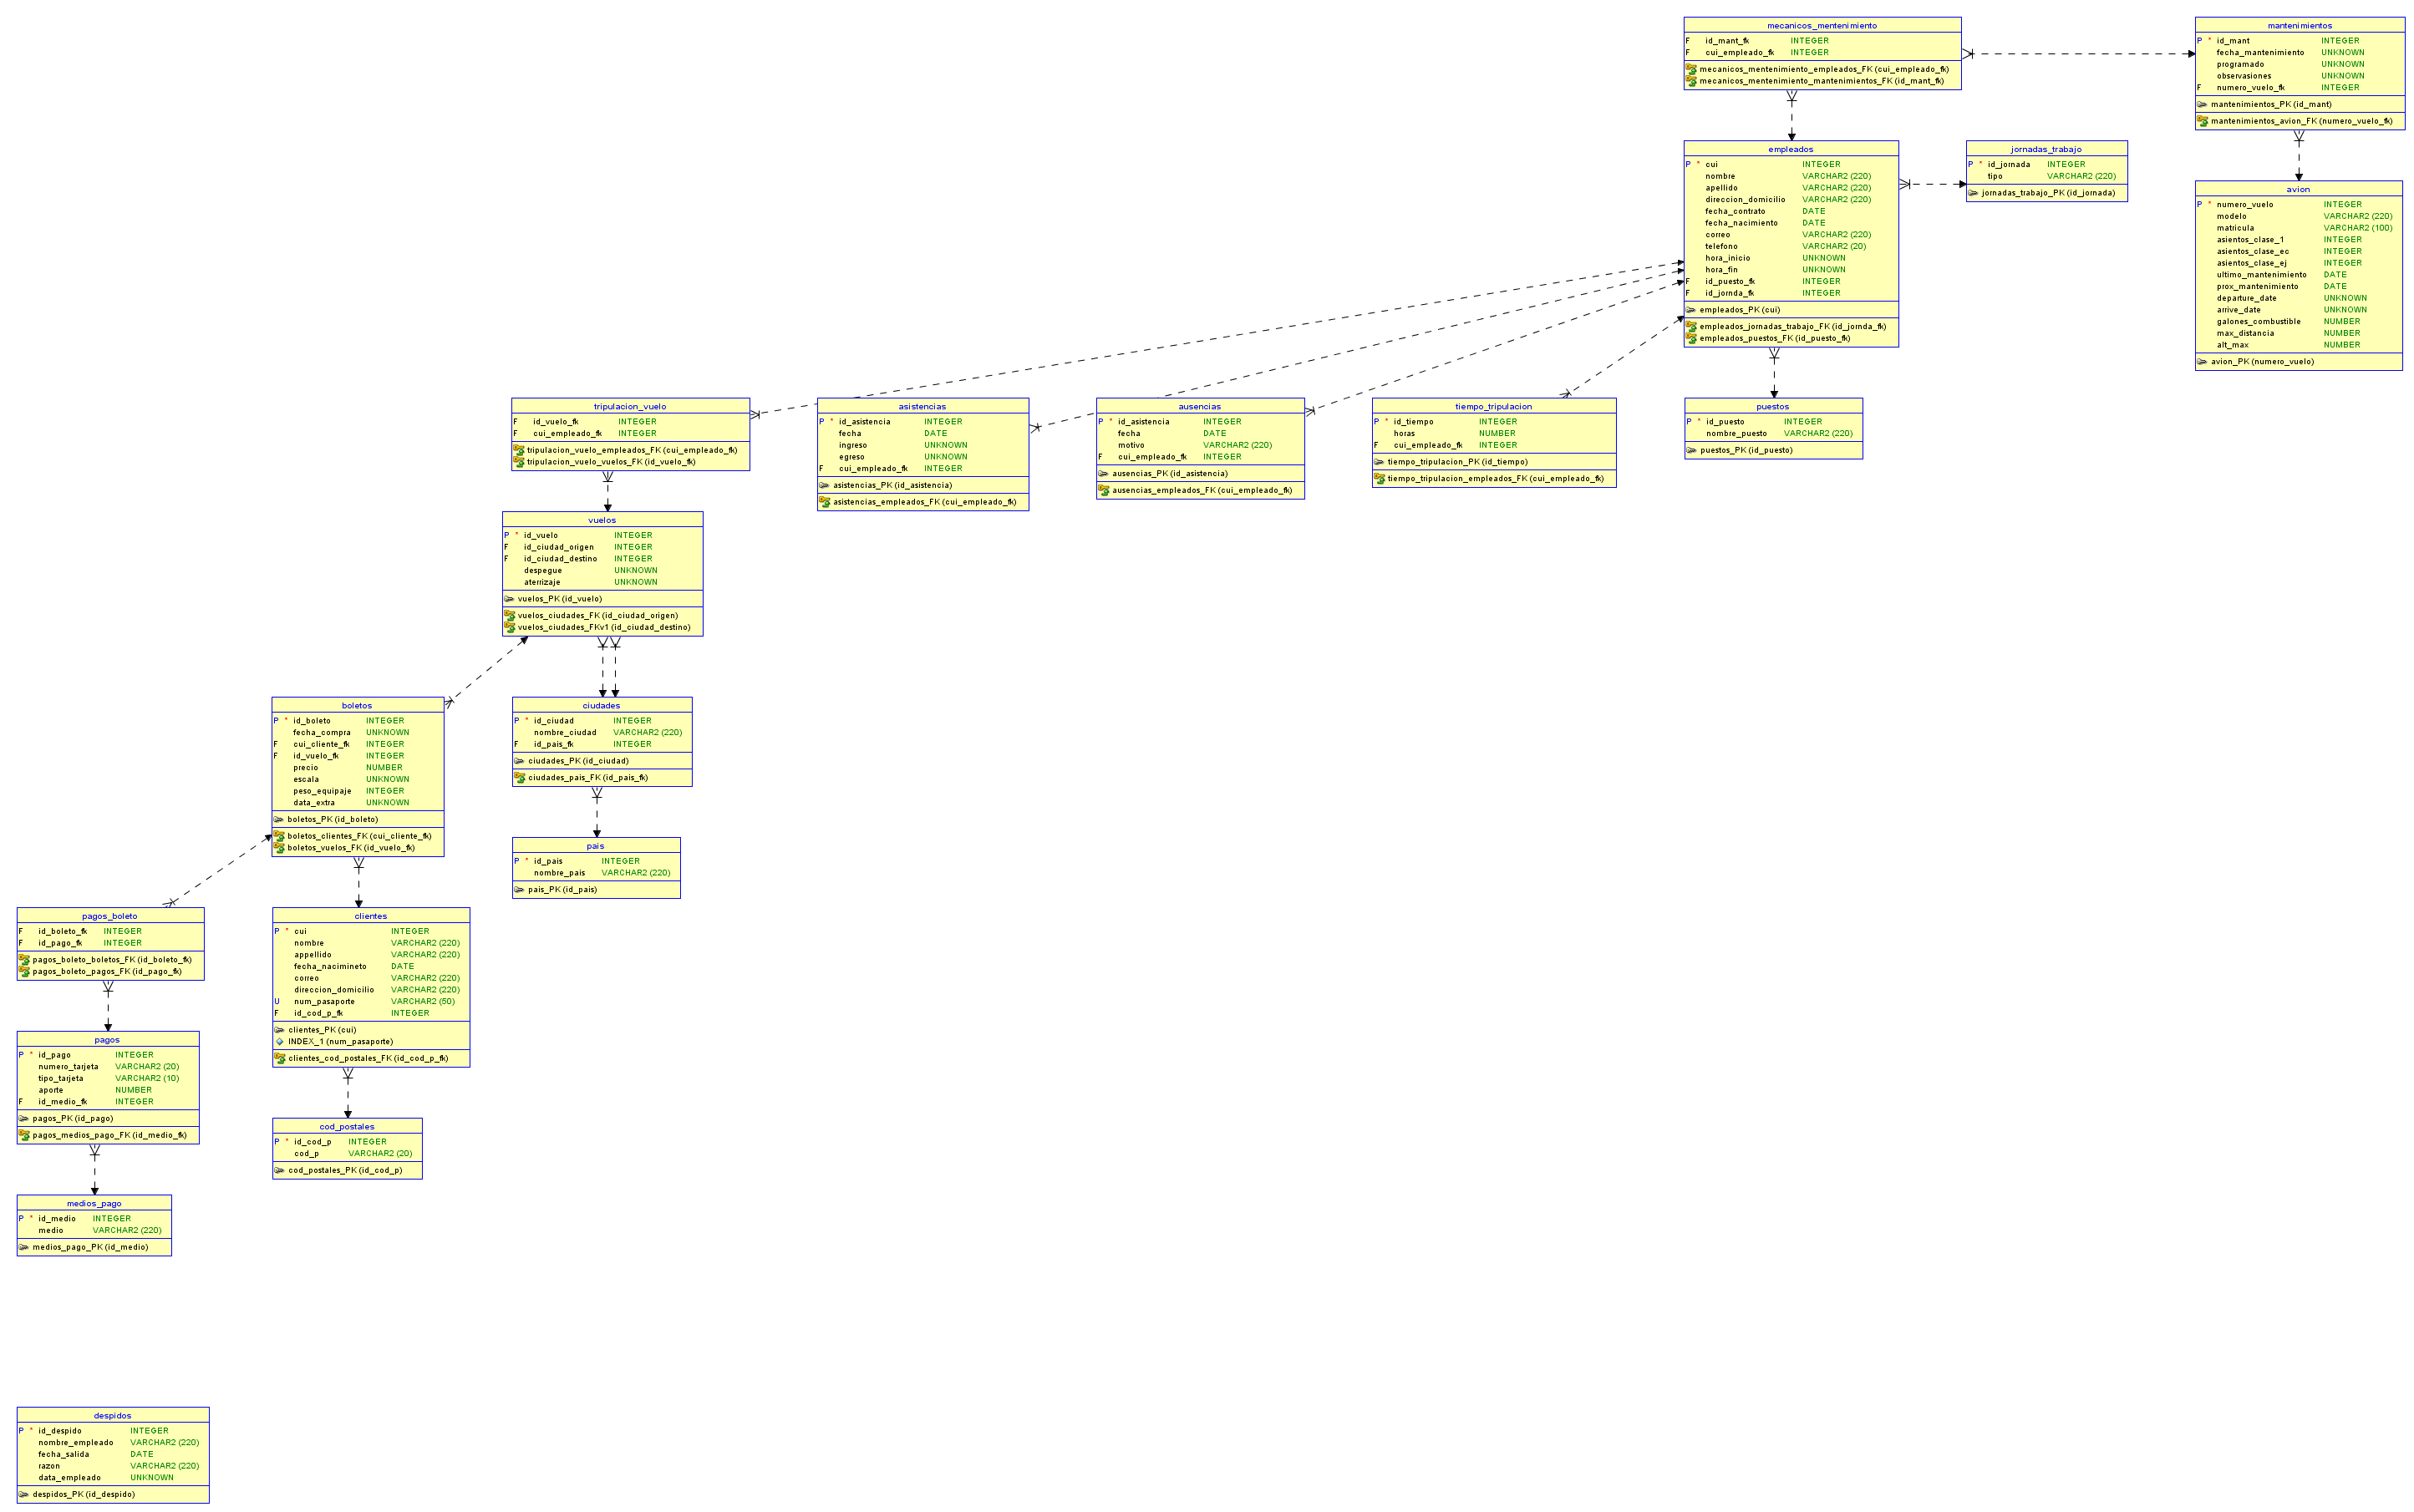 mecanicos_mentenimiento
F id_mant_fk INTEGER
F cui_empleado_fk INTEGER
mecanicos_mentenimiento_empleados_FK (cui_empleado_fk)
mecanicos_mentenimiento_mantenimientos_FK (id_mant_fk)
mantenimientos
P * id_mant INTEGER
fecha_mantenimiento UNKNOWN
programado UNKNOWN
observasiones UNKNOWN
F numero_vuelo_fk INTEGER
mantenimientos_PK (id_mant)
mantenimientos_avion_FK (numero_vuelo_fk)
empleados
P * cui INTEGER
nombre VARCHAR2 (220)
apellido VARCHAR2 (220)
direccion_domicilio VARCHAR2 (220)
fecha_contrato DATE
fecha_nacimiento DATE
correo VARCHAR2 (220)
telefono VARCHAR2 (20)
hora_inicio UNKNOWN
hora_fin UNKNOWN
F id_puesto_fk INTEGER
F id_jornda_fk INTEGER
empleados_PK (cui)
empleados_jornadas_trabajo_FK (id_jornda_fk)
empleados_puestos_FK (id_puesto_fk)
jornadas_trabajo
P * id_jornada INTEGER
tipo VARCHAR2 (220)
jornadas_trabajo_PK (id_jornada)
avion
P * numero_vuelo INTEGER
modelo VARCHAR2 (220)
matricula VARCHAR2 (100)
asientos_clase_1 INTEGER
asientos_clase_ec INTEGER
asientos_clase_ej INTEGER
ultimo_mantenimiento DATE
prox_mantenimiento DATE
departure_date UNKNOWN
arrive_date UNKNOWN
galones_combustible NUMBER
max_distancia NUMBER
alt_max NUMBER
avion_PK (numero_vuelo)
tripulacion_vuelo
F id_vuelo_fk INTEGER
F cui_empleado_fk INTEGER
tripulacion_vuelo_empleados_FK (cui_empleado_fk)
tripulacion_vuelo_vuelos_FK (id_vuelo_fk)
asistencias
P * id_asistencia INTEGER
fecha DATE
ingreso UNKNOWN
egreso UNKNOWN
F cui_empleado_fk INTEGER
asistencias_PK (id_asistencia)
asistencias_empleados_FK (cui_empleado_fk)
ausencias
P * id_asistencia INTEGER
fecha DATE
motivo VARCHAR2 (220)
F cui_empleado_fk INTEGER
ausencias_PK (id_asistencia)
ausencias_empleados_FK (cui_empleado_fk)
tiempo_tripulacion
P * id_tiempo INTEGER
horas NUMBER
F cui_empleado_fk INTEGER
tiempo_tripulacion_PK (id_tiempo)
tiempo_tripulacion_empleados_FK (cui_empleado_fk)
puestos
P * id_puesto INTEGER
nombre_puesto VARCHAR2 (220)
puestos_PK (id_puesto)
vuelos
P * id_vuelo INTEGER
F id_ciudad_origen INTEGER
F id_ciudad_destino INTEGER
despegue UNKNOWN
aterrizaje UNKNOWN
vuelos_PK (id_vuelo)
vuelos_ciudades_FK (id_ciudad_origen)
vuelos_ciudades_FKv1 (id_ciudad_destino)
boletos
P * id_boleto INTEGER
fecha_compra UNKNOWN
F cui_cliente_fk INTEGER
F id_vuelo_fk INTEGER
precio NUMBER
escala UNKNOWN
peso_equipaje INTEGER
data_extra UNKNOWN
boletos_PK (id_boleto)
boletos_clientes_FK (cui_cliente_fk)
boletos_vuelos_FK (id_vuelo_fk)
ciudades
P * id_ciudad INTEGER
nombre_ciudad VARCHAR2 (220)
F id_pais_fk INTEGER
ciudades_PK (id_ciudad)
ciudades_pais_FK (id_pais_fk)
pais
P * id_pais INTEGER
nombre_pais VARCHAR2 (220)
pais_PK (id_pais)
pagos_boleto
F id_boleto_fk INTEGER
F id_pago_fk INTEGER
pagos_boleto_boletos_FK (id_boleto_fk)
pagos_boleto_pagos_FK (id_pago_fk)
clientes
P * cui INTEGER
nombre VARCHAR2 (220)
appellido VARCHAR2 (220)
fecha_nacimineto DATE
correo VARCHAR2 (220)
direccion_domicilio VARCHAR2 (220)
U num_pasaporte VARCHAR2 (50)
F id_cod_p_fk INTEGER
clientes_PK (cui)
INDEX_1 (num_pasaporte)
clientes_cod_postales_FK (id_cod_p_fk)
pagos
P * id_pago INTEGER
numero_tarjeta VARCHAR2 (20)
tipo_tarjeta VARCHAR2 (10)
aporte NUMBER
F id_medio_fk INTEGER
pagos_PK (id_pago)
pagos_medios_pago_FK (id_medio_fk)
cod_postales
P * id_cod_p INTEGER
cod_p VARCHAR2 (20)
cod_postales_PK (id_cod_p)
medios_pago
P * id_medio INTEGER
medio VARCHAR2 (220)
medios_pago_PK (id_medio)
despidos
P * id_despido INTEGER
nombre_empleado VARCHAR2 (220)
fecha_salida DATE
razon VARCHAR2 (220)
data_empleado UNKNOWN
despidos_PK (id_despido)